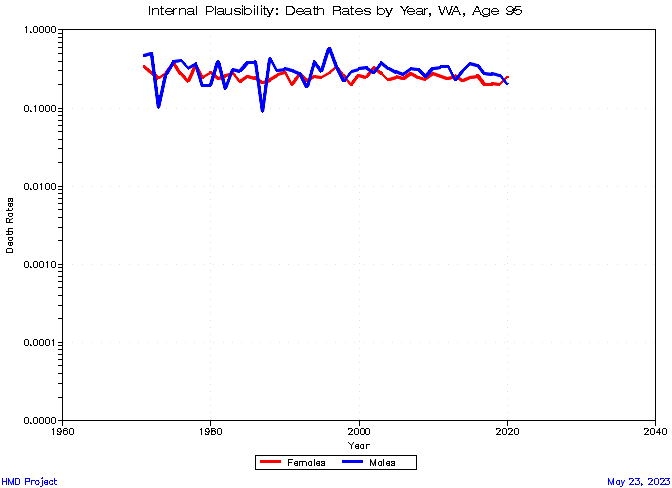 Internal Plausibility: Death Rates by Year, WA, Age 95
1.0000
0.1000
0.0100
0.0010
0.0001
0.0000
Death Rates
1960
1980
2000
2020
2040
Year
Females
Males
HMD Project
May 23, 2023